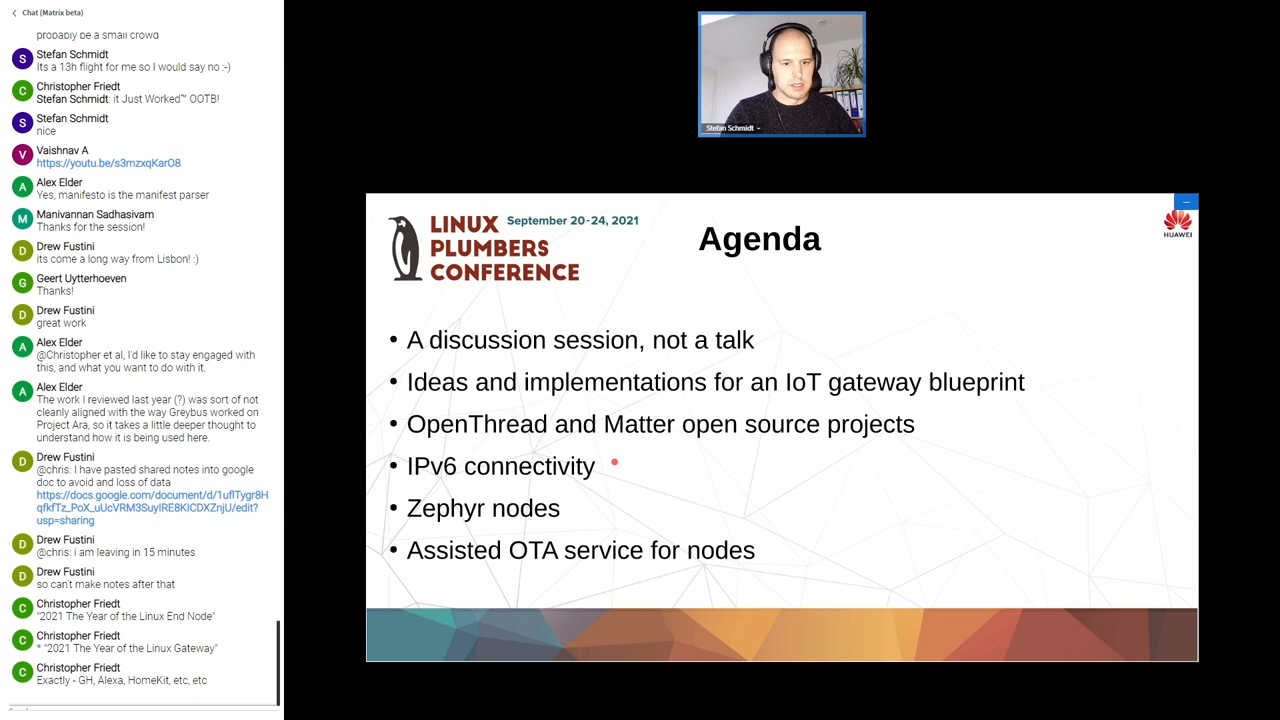 Chat (Matrix beta)
probably be a small crowd
S
Stefan Schmidt
Its a 13h flight for me so I would say no :-)
C
Christopher Friedt
Stefan Schmidt: it Just Worked™ OOTB!
S
Stefan Schmidt
nice
V
Vaishnav A
https://youtu.be/s3mzxqKarO8
A
Alex Elder
Yes, manifesto is the manifest parser
M
Manivannan Sadhasivam
Thanks for the session!
D
Drew Fustini
its come a long way from Lisbon! :)
G
Geert Uytterhoeven
Thanks!
D
Drew Fustini
great work
A
Alex Elder
@Christopher et al, I'd like to stay engaged with
this, and what you want to do with it.
A
Alex Elder
The work I reviewed last year (?) was sort of not
cleanly aligned with the way Greybus worked on
Project Ara, so it takes a little deeper thought to
understand how it is being used here.
D
Drew Fustini
@chris: I have pasted shared notes into google
doc to avoid and loss of data
D
Drew Fustini
@chris: i am leaving in 15 minutes
D
Drew Fustini
so can't make notes after that
C
Christopher Friedt
"2021 The Year of the Linux End Node"
C
Christopher Friedt
* "2021 The Year of the Linux Gateway"
C
Christopher Friedt
Exactly - GH, Alexa, HomeKit, etc, etc
Stefan Schmidt
LINUX
PLUMBERS
CONFERENCE
September 20-24, 2021
Agenda
HUAWEI
• A discussion session, not a talk
• Ideas and implementations for an IoT gateway blueprint
• OpenThread and Matter open source projects
• IPv6 connectivity
• Zephyr nodes
• Assisted OTA service for nodes